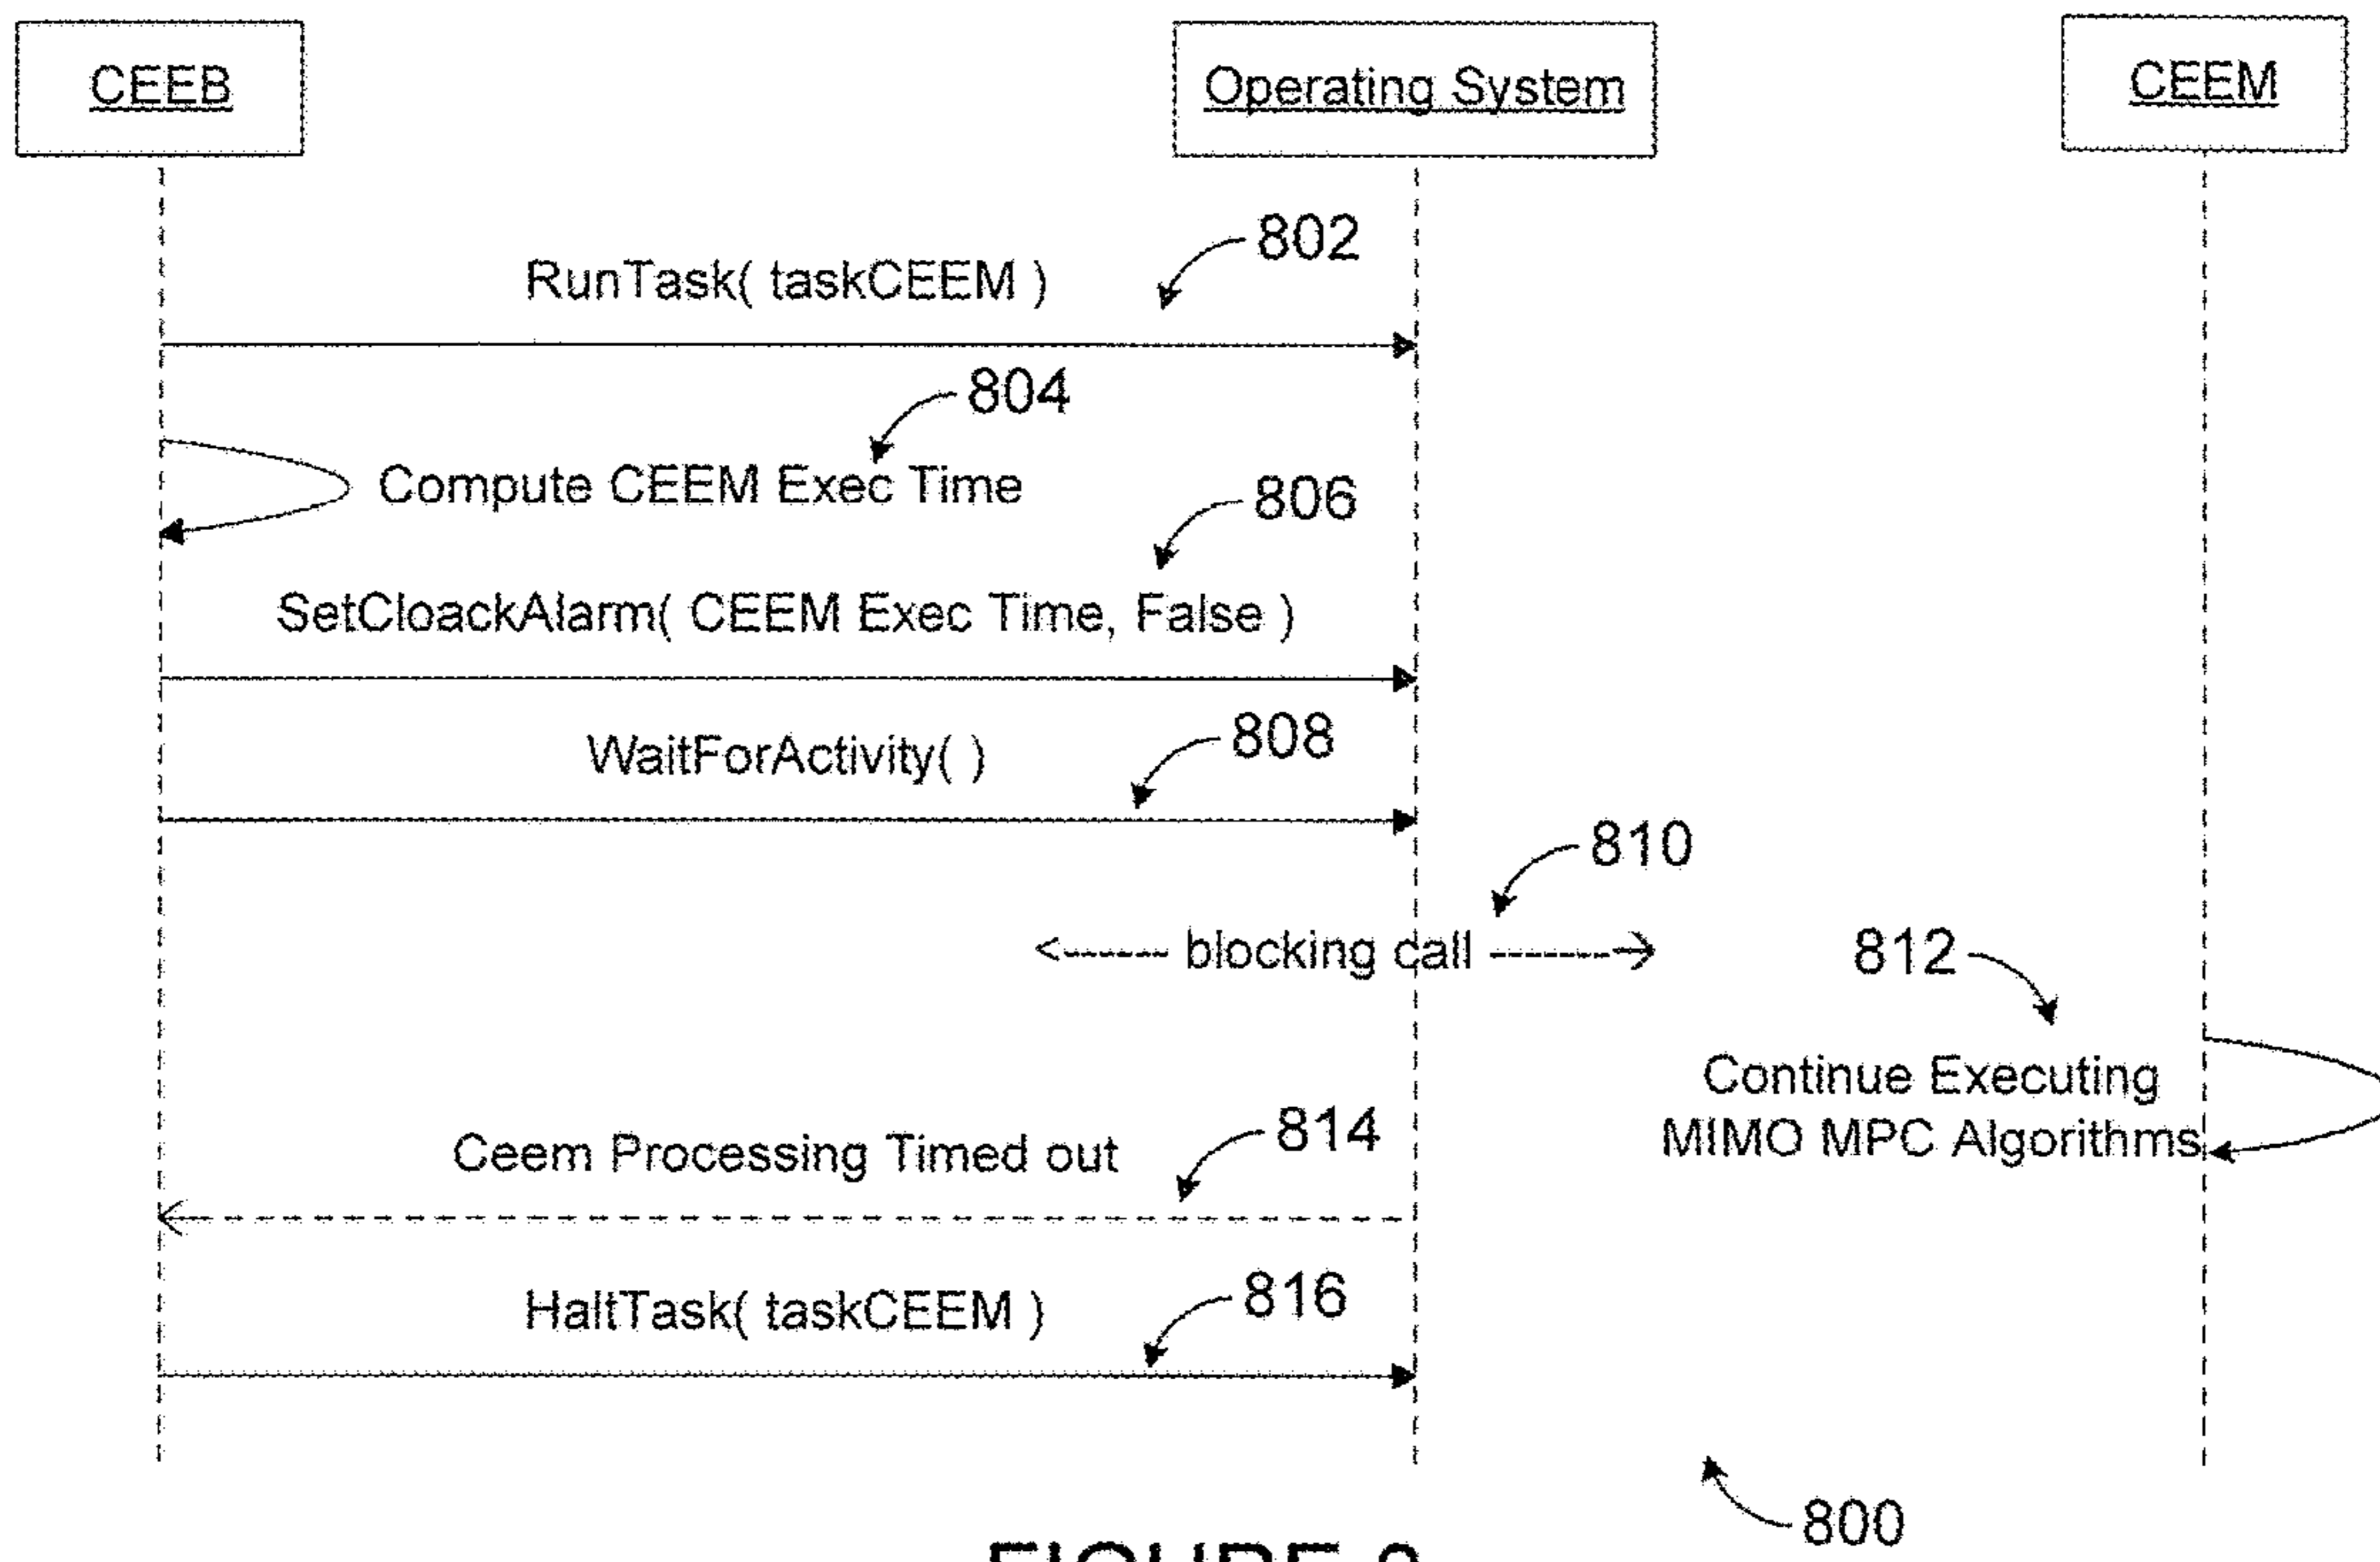 CEEB
Operating System
CEEM
802
RunTask( taskCEEM )
804
Compute CEEM Exec Time
806
SetCloackAlarm( CEEM Exec Time, False )
808
WaitForActivity( )
810
<------ blocking call ------->
812
Continue Executing
MIMO MPC Algorithms
814
Ceem Processing Timed out
816
HaltTask( taskCEEM )
800
FIGURE